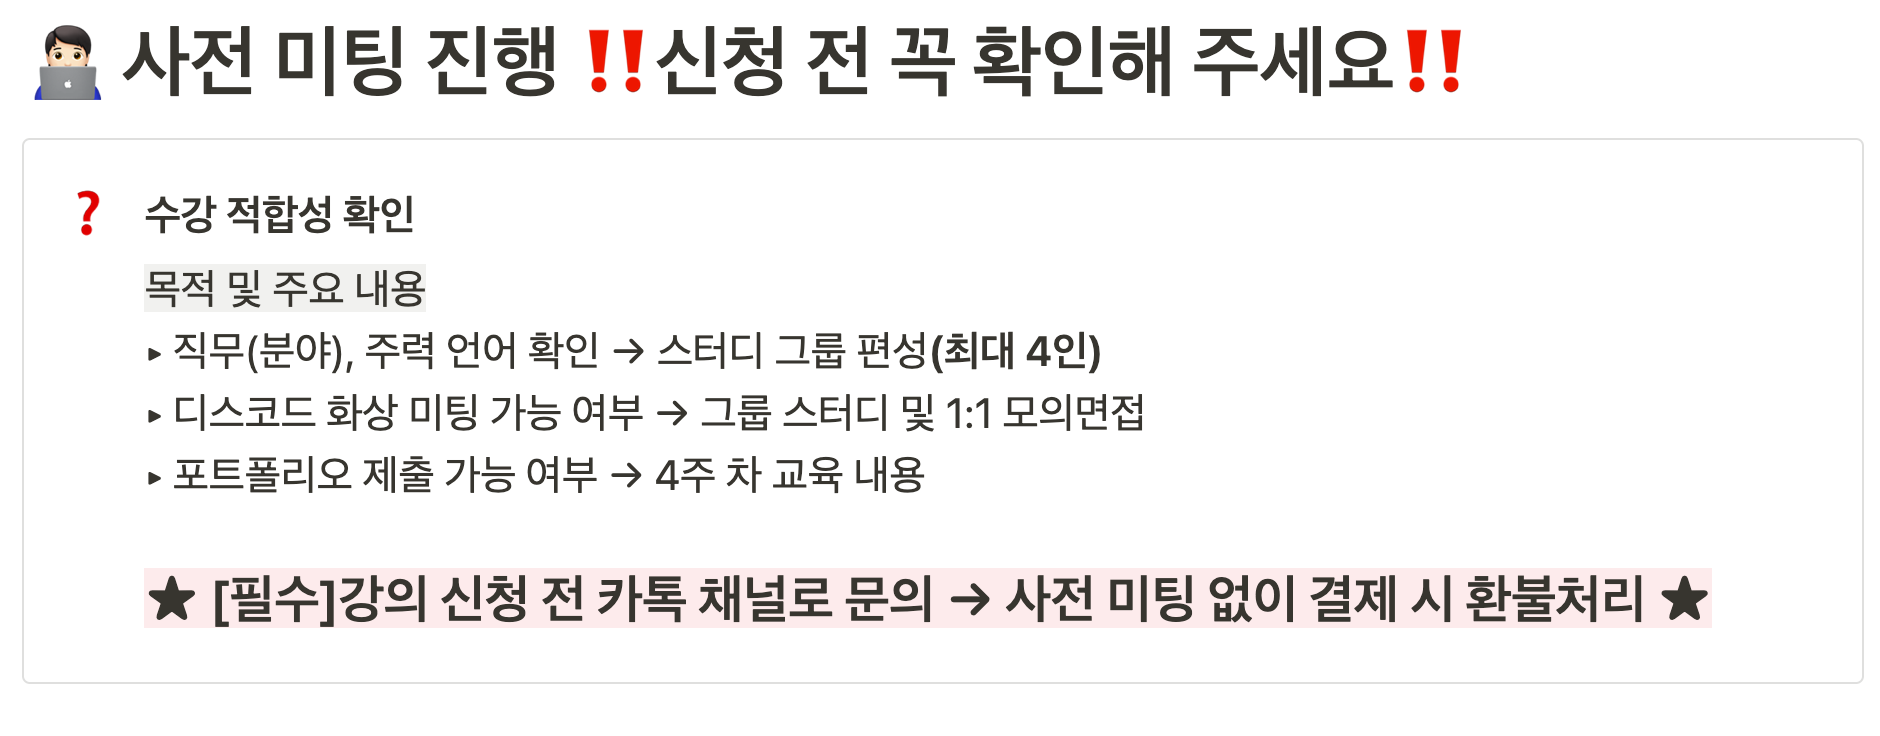 🧑🏻‍💻 사전 미팅 진행 ‼️신청 전 꼭 확인해 주세요‼️
❓ 수강 적합성 확인
목적 및 주요 내용
▸ 직무(분야), 주력 언어 확인 → 스터디 그룹 편성(최대 4인)
▸ 디스코드 화상 미팅 가능 여부 → 그룹 스터디 및 1:1 모의면접
▸ 포트폴리오 제출 가능 여부 → 4주 차 교육 내용
★ [필수]강의 신청 전 카톡 채널로 문의 → 사전 미팅 없이 결제 시 환불처리 ★